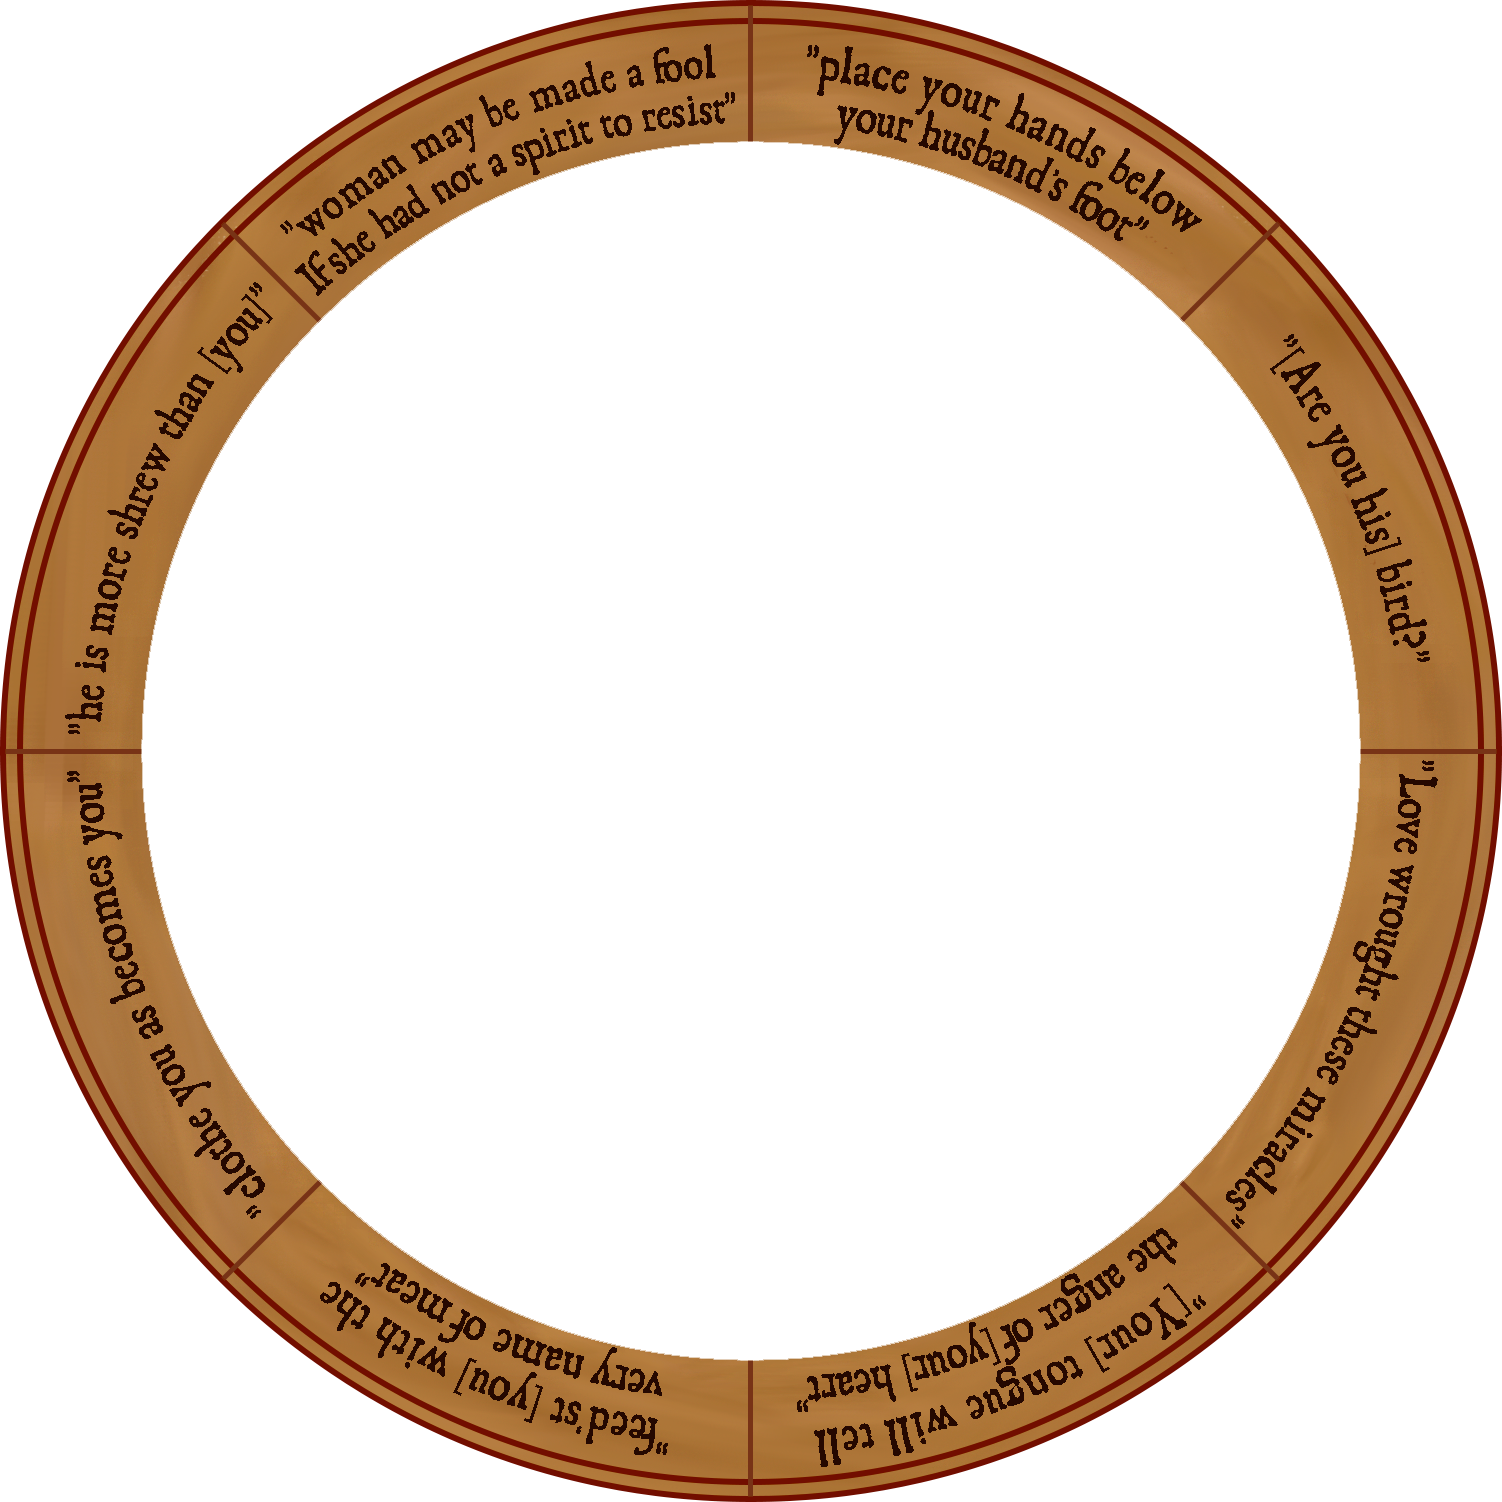 "place your hands below
your husband's foot"
"[Are you his] bird?"
"Love wrought these miracles"
"[Your] tongue will tell
the anger of [your] heart"
"feed'st [you] with the
very name of meat"
"clothe you as becomes you"
"he is more shrew than [you]"
"woman may be made a fool
If she had not a spirit to resist"